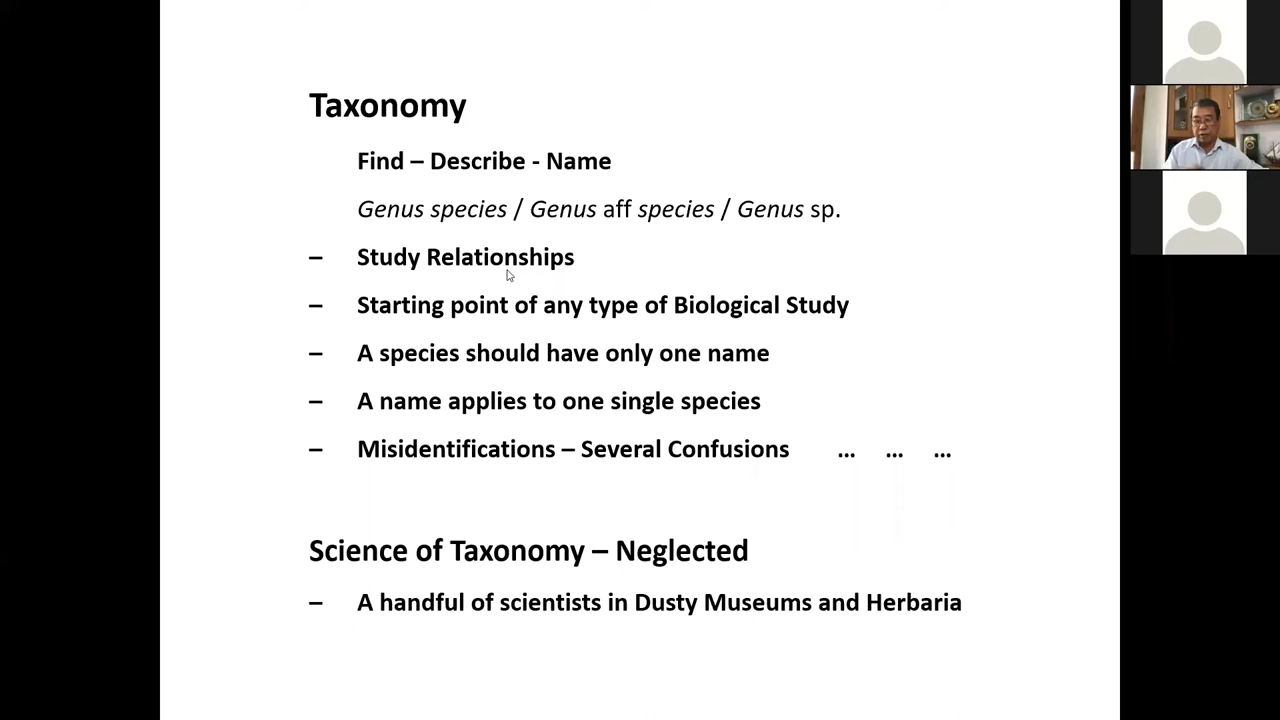 Taxonomy
Find – Describe - Name
Genus species / Genus aff species / Genus sp.
– Study Relationships
– Starting point of any type of Biological Study
– A species should have only one name
– A name applies to one single species
– Misidentifications – Several Confusions ... ... ...
Science of Taxonomy – Neglected
– A handful of scientists in Dusty Museums and Herbaria